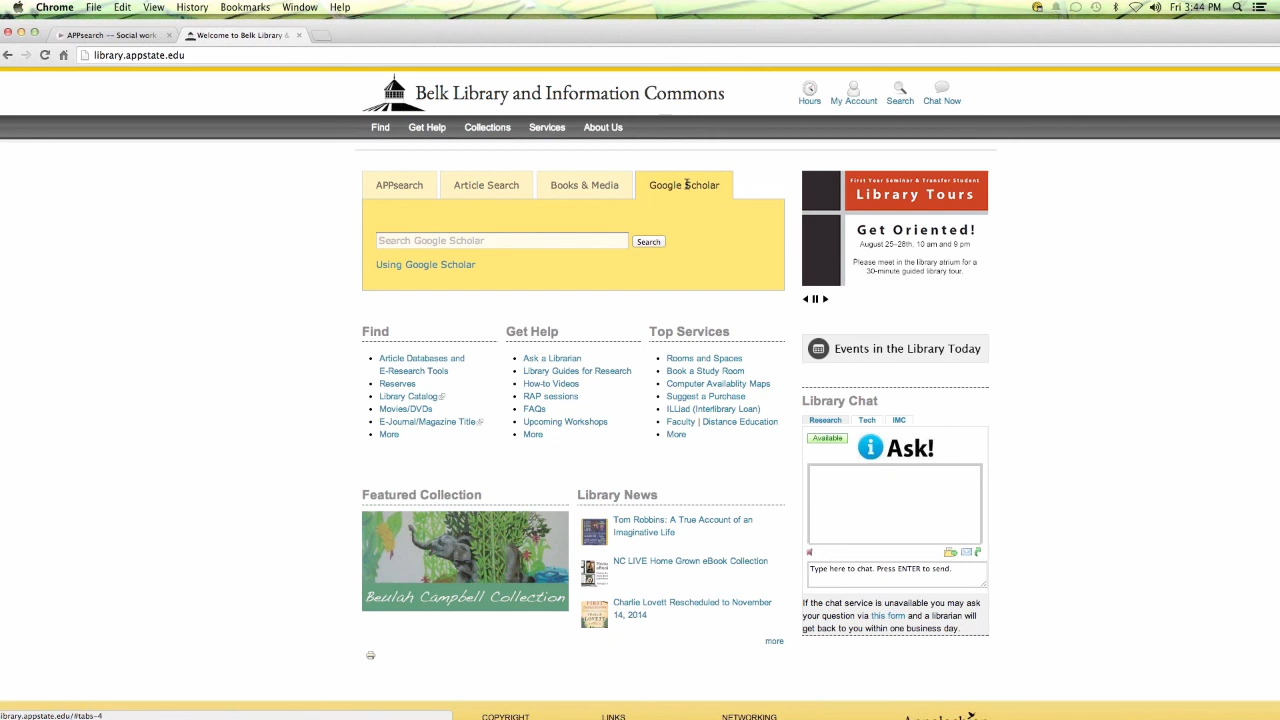 Chrome File Edit View History Bookmarks Window Help Fri 3:44 PM
APPsearch -- Social work Welcome to Belk Library &
library.appstate.edu
Belk Library and Information Commons
Hours My Account Search Chat Now
Find Get Help Collections Services About Us
APPsearch Article Search Books & Media Google Scholar
Search Google Scholar Search
Using Google Scholar
First Year Seminar & Transfer Student
Library Tours
Get Oriented!
August 25–28th, 10 am and 9 pm
Please meet in the library atrium for a
30-minute guided library tour.
Find
Article Databases and
E-Research Tools
Reserves
Library Catalog
Movies/DVDs
E-Journal/Magazine Title
More
Get Help
Ask a Librarian
Library Guides for Research
How-to Videos
RAP sessions
FAQs
Upcoming Workshops
More
Top Services
Rooms and Spaces
Book a Study Room
Computer Availablity Maps
Suggest a Purchase
ILLiad (Interlibrary Loan)
Faculty | Distance Education
More
Events in the Library Today
Library Chat
Research Tech IMC
Available
i Ask!
Type here to chat. Press ENTER to send.
If the chat service is unavailable you may ask
your question via this form and a librarian will
get back to you within one business day.
Featured Collection
Beulah Campbell Collection
Library News
Tom Robbins: A True Account of an
Imaginative Life
NC LIVE Home Grown eBook Collection
Charlie Lovett Rescheduled to November
14, 2014
more
library.appstate.edu/#tabs-4
COPYRIGHT LINKS NETWORKING